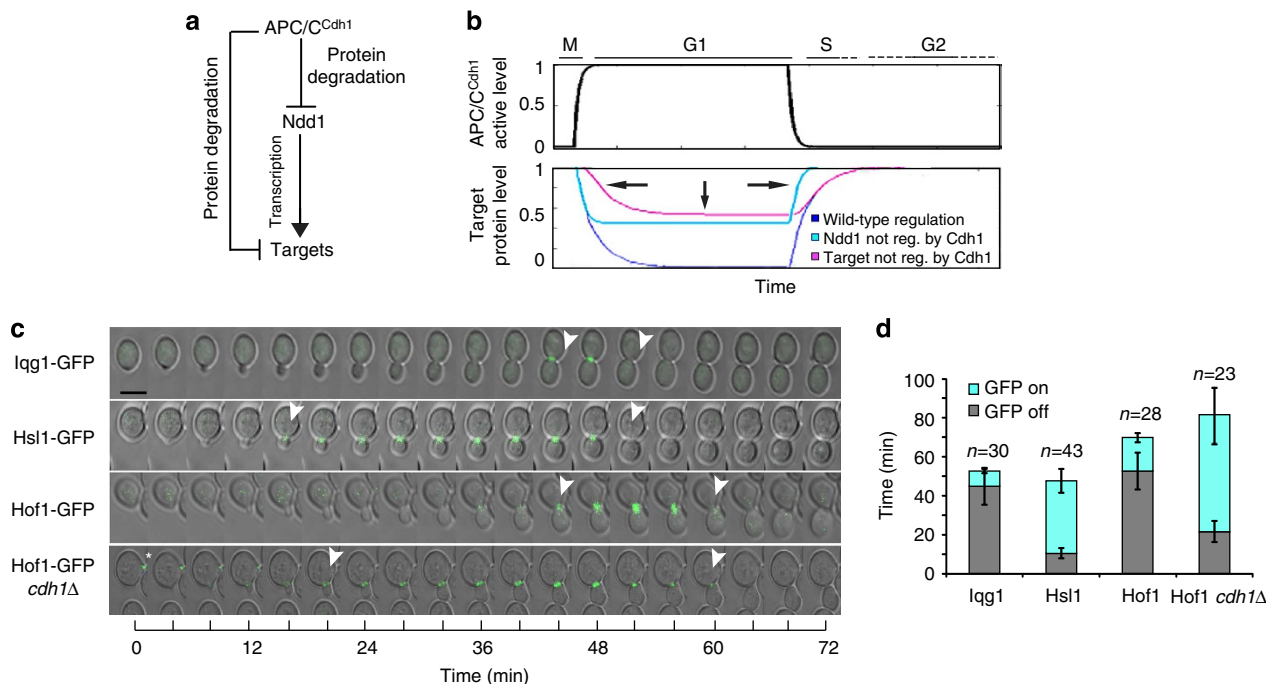 a
APC/C^Cdh1
Protein degradation
Protein
degradation
Ndd1
Transcription
Targets
b
M G1 S G2
APC/C^Cdh1
active level
1
0.5
0
Target
protein level
1
0.5
0
Wild-type regulation
Ndd1 not reg. by Cdh1
Target not reg. by Cdh1
Time
c
Iqg1-GFP
Hsl1-GFP
Hof1-GFP
Hof1-GFP
cdh1Δ
*
0 12 24 36 48 60 72
Time (min)
d
GFP on
GFP off
n=30
n=43
n=28
n=23
Time (min)
100
80
60
40
20
0
Iqg1 Hsl1 Hof1 Hof1 cdh1Δ